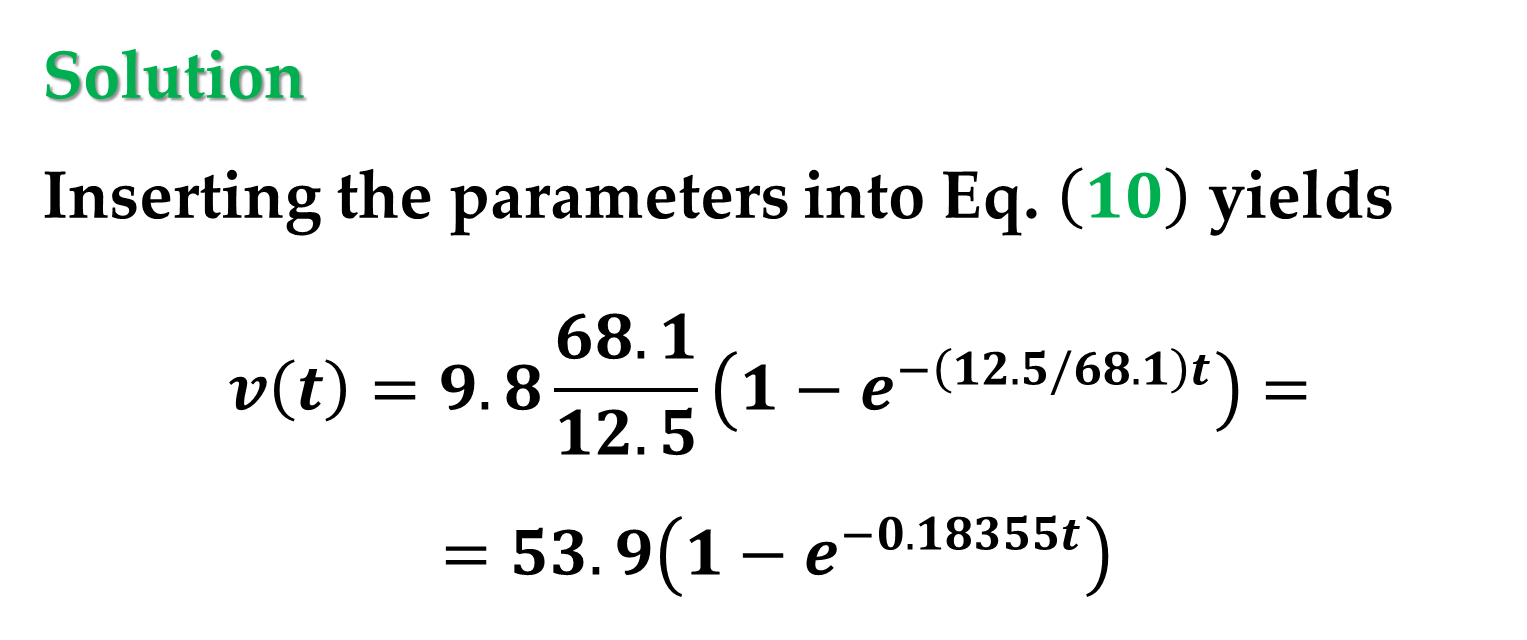 Solution
Inserting the parameters into Eq. (10) yields
v(t) = 9.8 68.1/12.5 (1 − e^−(12.5/68.1)t) =
= 53.9(1 − e^−0.18355t)